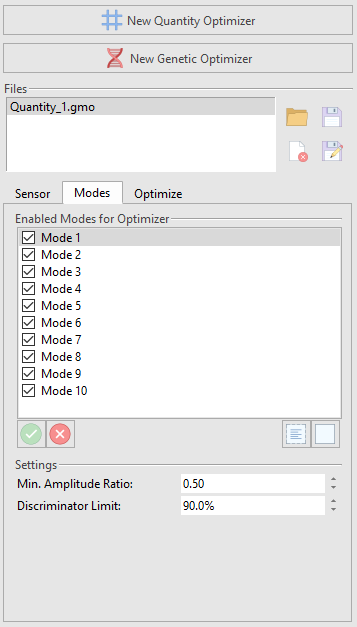 New Quantity Optimizer
New Genetic Optimizer
Files
Quantity_1.gmo
Sensor Modes Optimize
Enabled Modes for Optimizer
Mode 1
Mode 2
Mode 3
Mode 4
Mode 5
Mode 6
Mode 7
Mode 8
Mode 9
Mode 10
Settings
Min. Amplitude Ratio: 0.50
Discriminator Limit: 90.0%